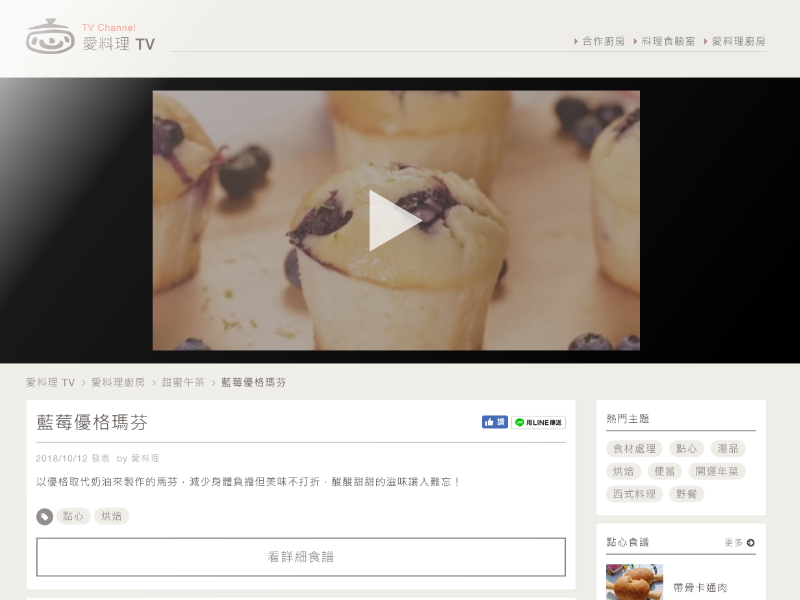 TV Channel
愛料理 TV
合作廚房 料理食驗室 愛料理廚房
愛料理 TV > 愛料理廚房 > 甜蜜午茶 > 藍莓優格瑪芬
藍莓優格瑪芬
讚 用LINE傳送
2018/10/12 發表 by 愛料理
以優格取代奶油來製作的馬芬，減少身體負擔但美味不打折，酸酸甜甜的滋味讓人難忘！
點心 烘焙
看詳細食譜
熱門主題
食材處理 點心 湯品
烘焙 便當 開運年菜
西式料理 野餐
點心食譜 更多
帶骨卡通肉